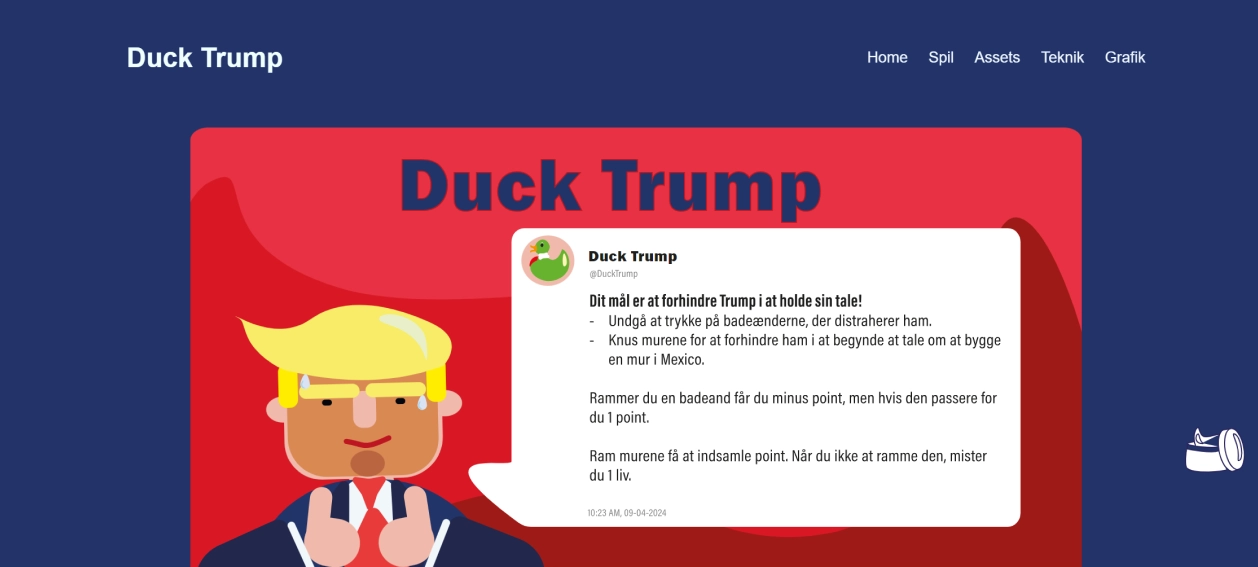 Duck Trump
Home Spil Assets Teknik Grafik
Duck Trump
Duck Trump
@DuckTrump
Dit mål er at forhindre Trump i at holde sin tale!
- Undgå at trykke på badeænderne, der distraherer ham.
- Knus murene for at forhindre ham i at begynde at tale om at bygge
en mur i Mexico.
Rammer du en badeand får du minus point, men hvis den passere for
du 1 point.
Ram murene få at indsamle point. Når du ikke at ramme den, mister
du 1 liv.
10:23 AM, 09-04-2024